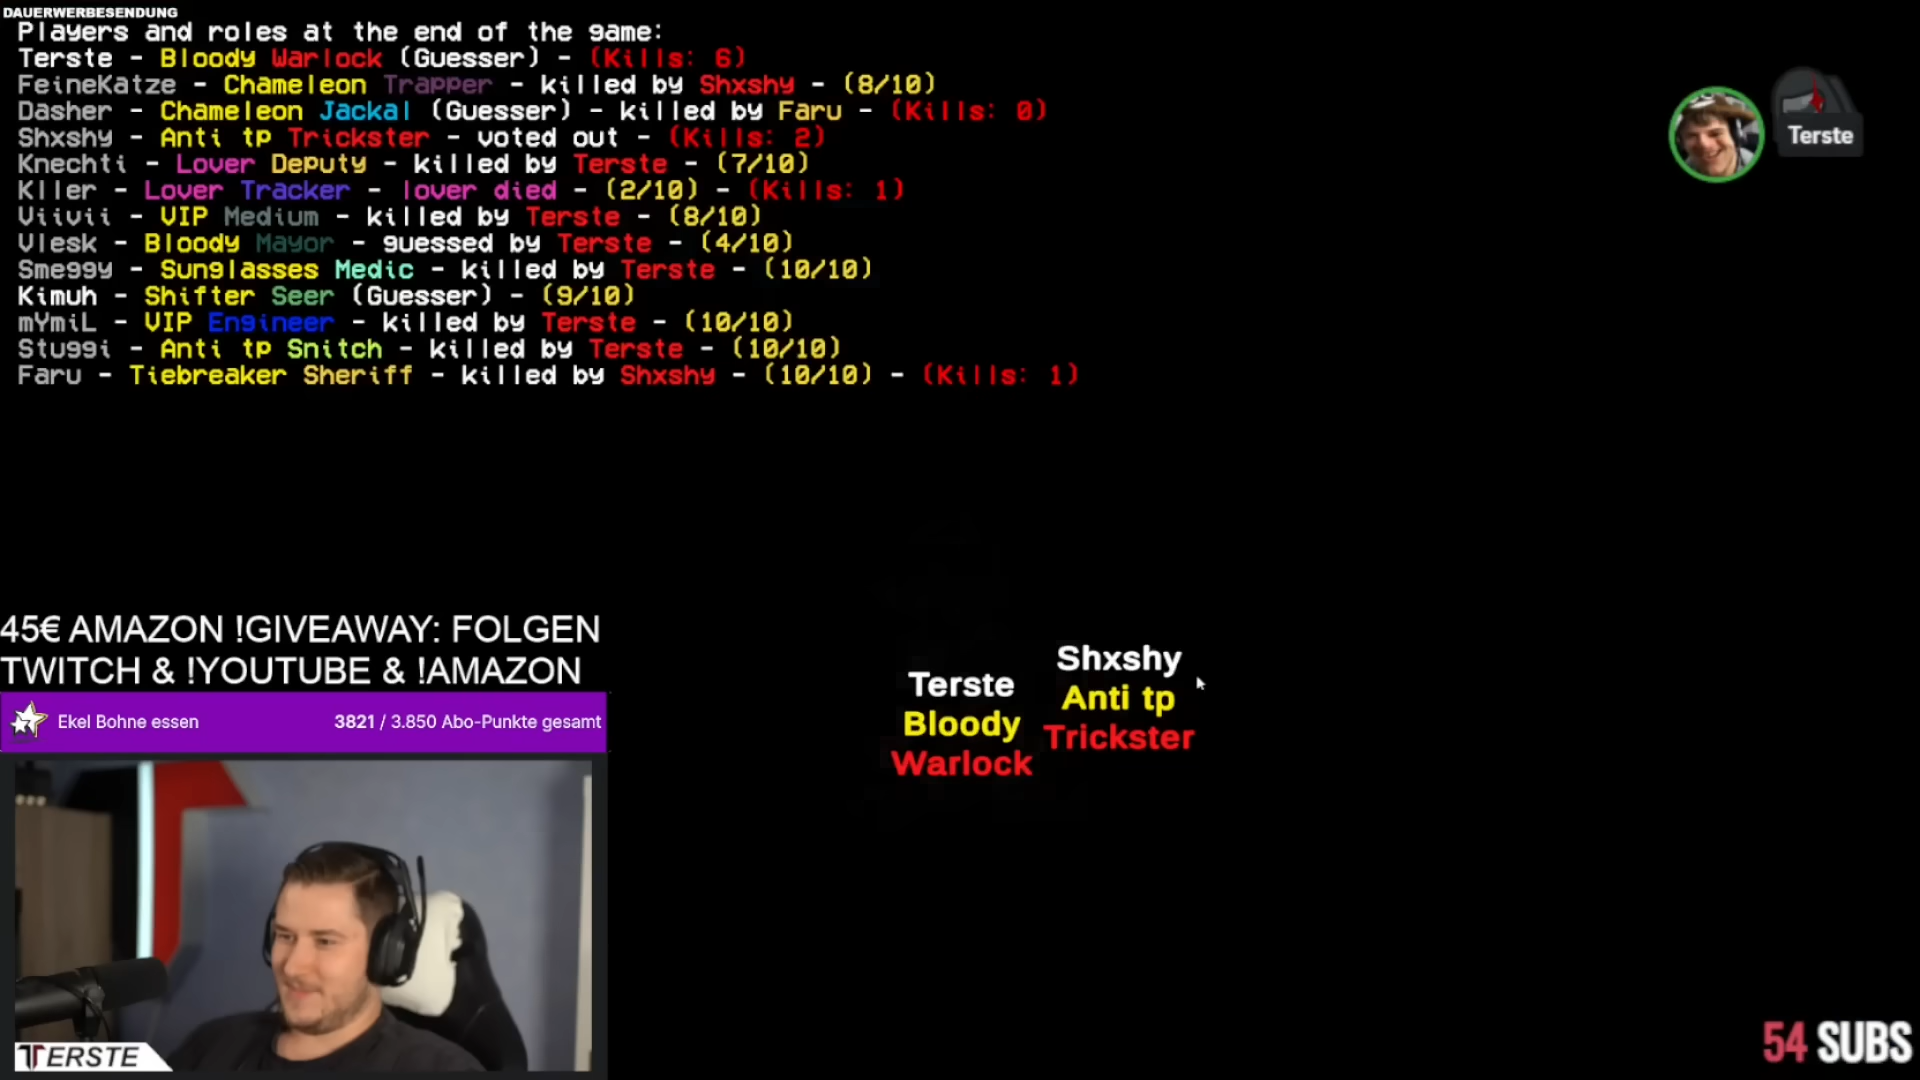 DAUERWERBESENDUNG
Players and roles at the end of the game:
Terste - Bloody Warlock (Guesser) - (Kills: 6)
FeineKatze - Chameleon Trapper - killed by Shxshy - (8/10)
Dasher - Chameleon Jackal (Guesser) - killed by Faru - (Kills: 0)
Shxshy - Anti tp Trickster - voted out - (Kills: 2)
Knechti - Lover Deputy - killed by Terste - (7/10)
Kller - Lover Tracker - lover died - (2/10) - (Kills: 1)
Viivii - VIP Medium - killed by Terste - (8/10)
Vlesk - Bloody Mayor - guessed by Terste - (4/10)
Smeggy - Sunglasses Medic - killed by Terste - (10/10)
Kimuh - Shifter Seer (Guesser) - (9/10)
mYmiL - VIP Engineer - killed by Terste - (10/10)
Stuggi - Anti tp Snitch - killed by Terste - (10/10)
Faru - Tiebreaker Sheriff - killed by Shxshy - (10/10) - (Kills: 1)
Terste
45€ AMAZON !GIVEAWAY: FOLGEN
TWITCH & !YOUTUBE & !AMAZON
Ekel Bohne essen 3821 / 3.850 Abo-Punkte gesamt
Terste
Bloody
Warlock
Shxshy
Anti tp
Trickster
TERSTE
54 SUBS